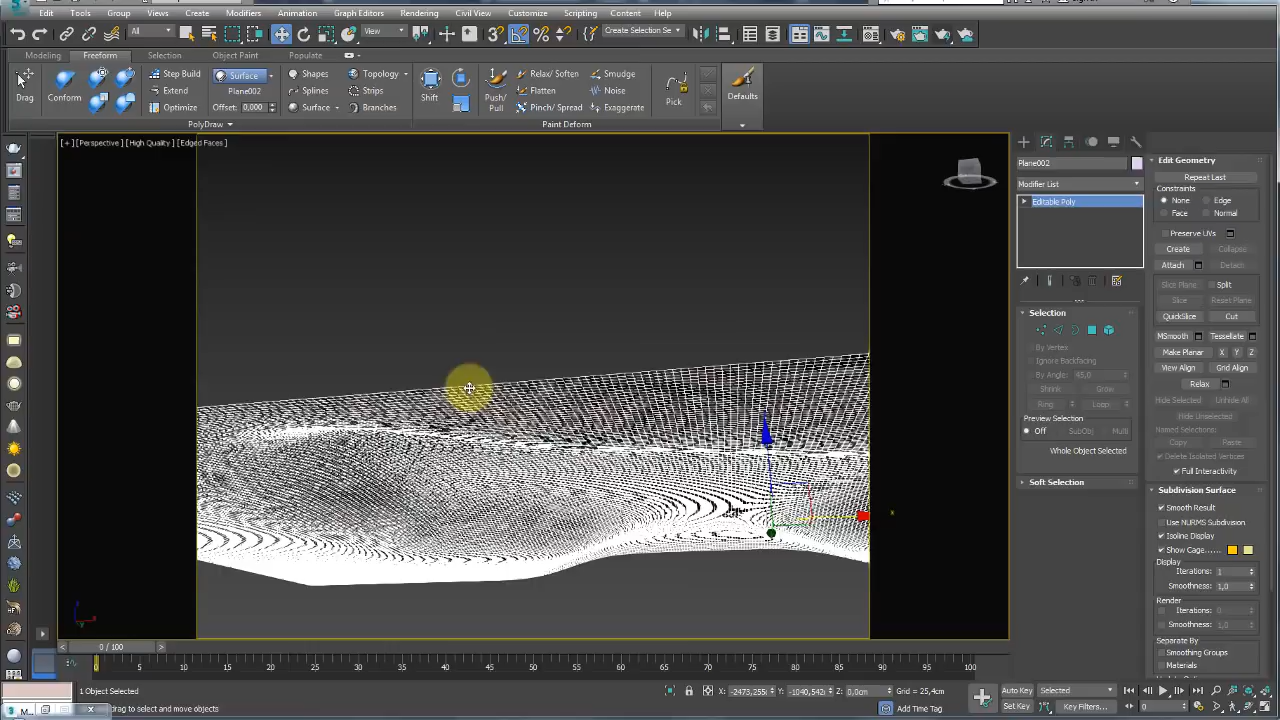 Edit Tools Group Views Create Modifiers Animation Graph Editors Rendering Civil View Customize Scripting Content Help
All View Create Selection Se
Modeling Freeform Selection Object Paint Populate
Drag Conform Step Build Surface Shapes Topology Shift Push/ Pull Relax/ Soften Smudge Pick Defaults
Extend Plane002 Splines Strips Flatten Noise
Optimize Offset: 0,000 Surface Branches Pinch/ Spread Exaggerate
PolyDraw Paint Deform
[+] [Perspective] [High Quality] [Edged Faces]
Plane002
Modifier List
Editable Poly
Selection
By Vertex
Ignore Backfacing
By Angle: 45,0
Shrink Grow
Ring Loop
Preview Selection
Off SubObj Multi
Whole Object Selected
Soft Selection
Edit Geometry
Repeat Last
Constraints
None Edge
Face Normal
Preserve UVs
Create Collapse
Attach Detach
Slice Plane Split
Slice Reset Plane
QuickSlice Cut
MSmooth Tessellate
Make Planar X Y Z
View Align Grid Align
Relax
Hide Selected Unhide All
Hide Unselected
Named Selections:
Copy Paste
Delete Isolated Vertices
Full Interactivity
Subdivision Surface
Smooth Result
Use NURMS Subdivision
Isoline Display
Show Cage......
Display
Iterations: 1
Smoothness: 1,0
Render
Iterations: 0
Smoothness: 1,0
Separate By
Smoothing Groups
Materials
x
z
x
y
< 0 / 100 >
0 5 10 15 20 25 30 35 40 45 50 55 60 65 70 75 80 85 90 95 100
1 Object Selected X: -2473,255 Y: -1040,542 Z: 0,0cm Grid = 25,4cm Auto Key Selected
drag to select and move objects Add Time Tag Set Key Key Filters... 0
M...